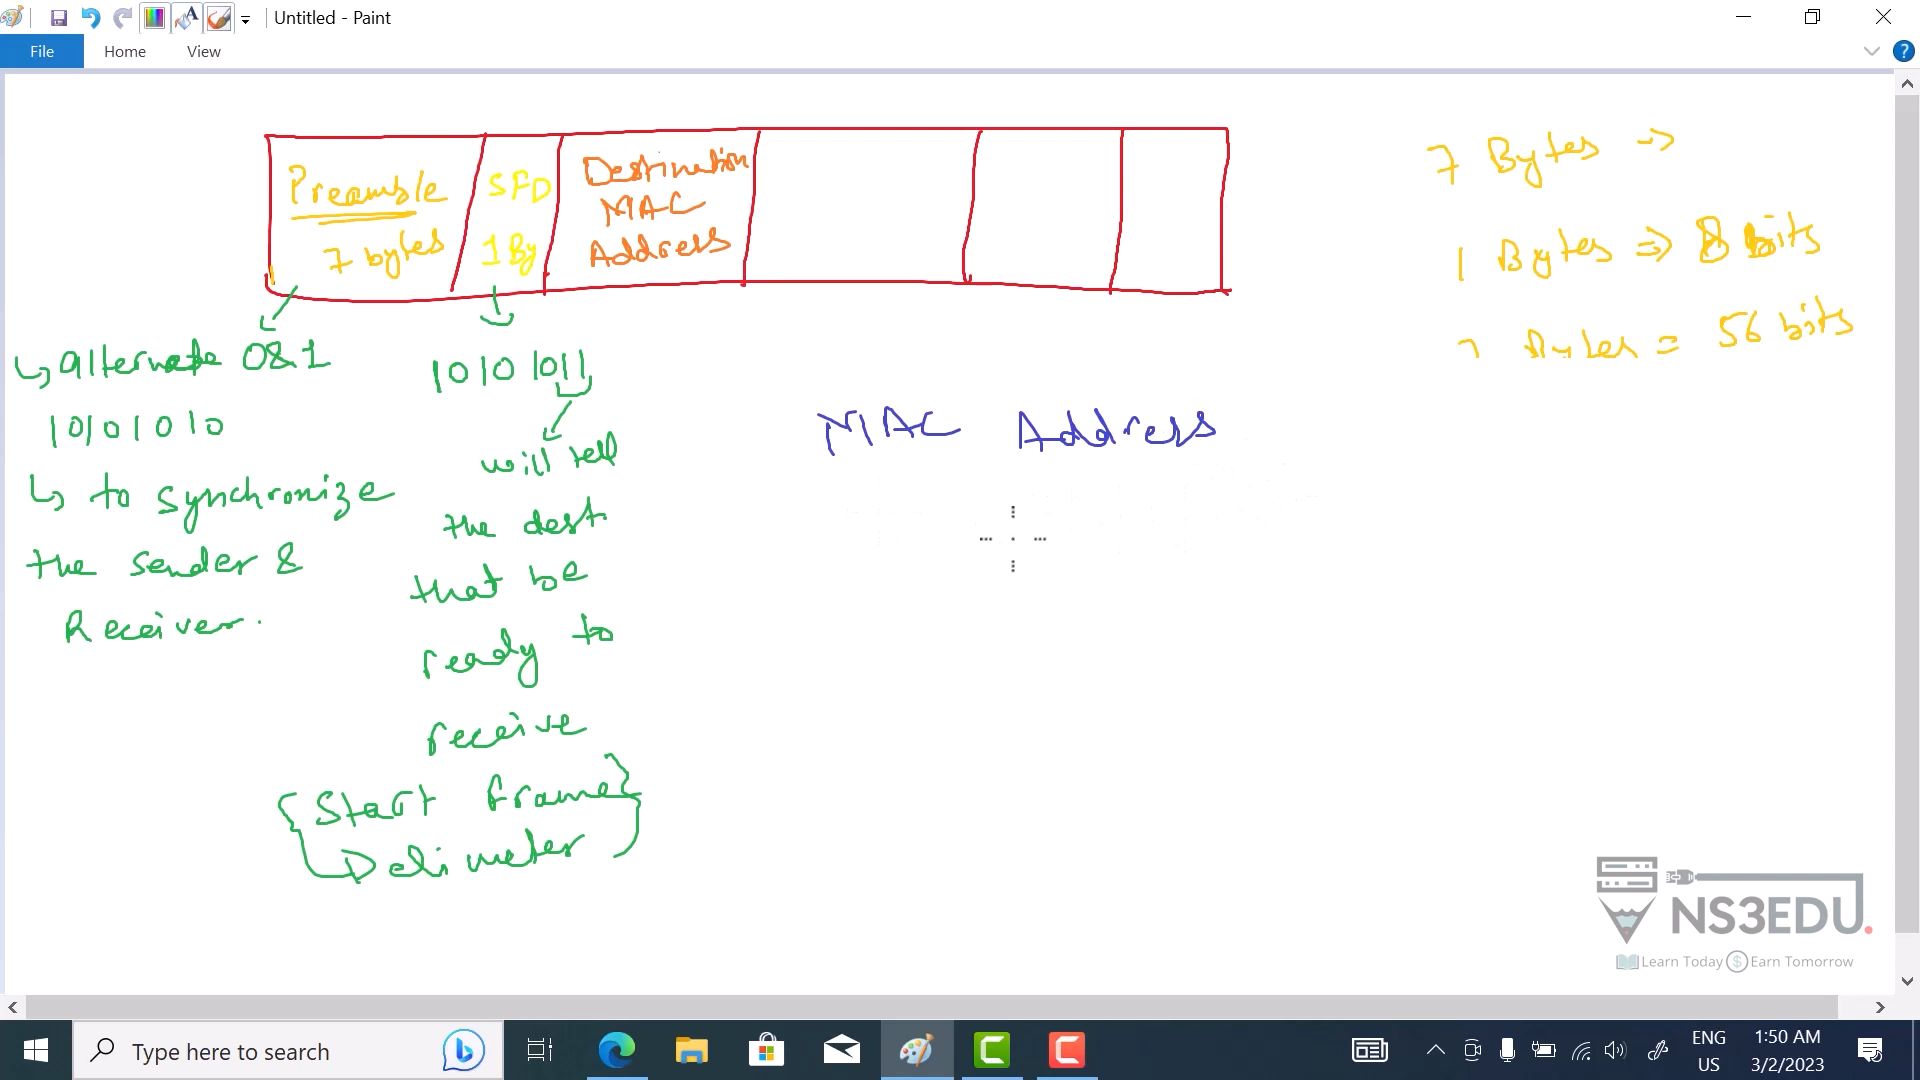 Untitled - Paint
File
Home
View
Preamble
7 bytes
SFD
1 By
Destination
MAC
Address
7 Bytes ⇒
1 Bytes ⇒ 8 bits
7 Bytes = 56 bits
↳ alternate 0&1
10101010
↳ to synchronize
the sender &
Receiver.
1010 1011
will tell
the dest.
that be
ready to
receive
{Start frame}
Delimeter
MAC Address
NS3EDU.
Learn Today $ Earn Tomorrow
Type here to search
ENG
US
1:50 AM
3/2/2023